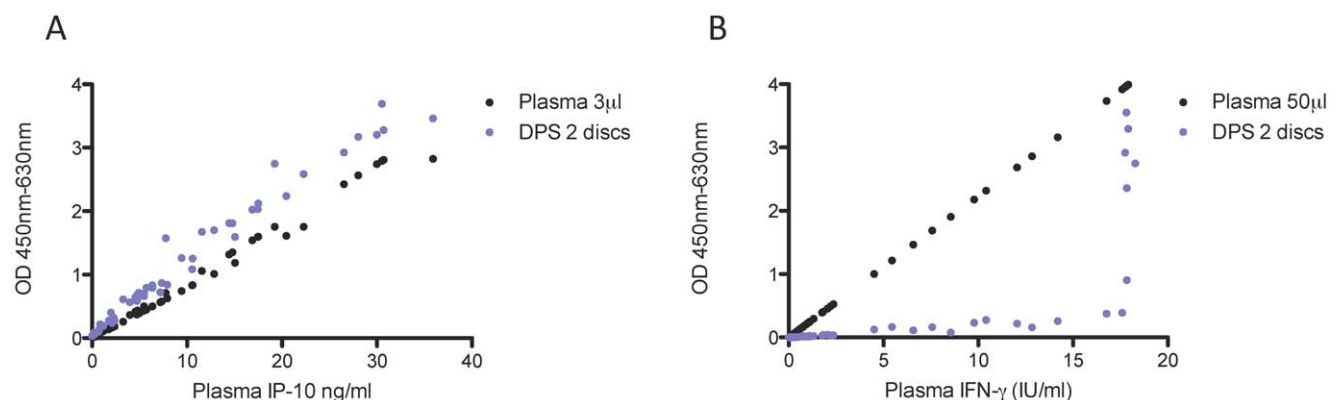 A
4
3
2
1
0
OD 450nm-630nm
0 10 20 30 40
Plasma IP-10 ng/ml
Plasma 3µl
DPS 2 discs
B
4
3
2
1
0
OD 450nm-630nm
0 5 10 15 20
Plasma IFN-γ (IU/ml)
Plasma 50µl
DPS 2 discs